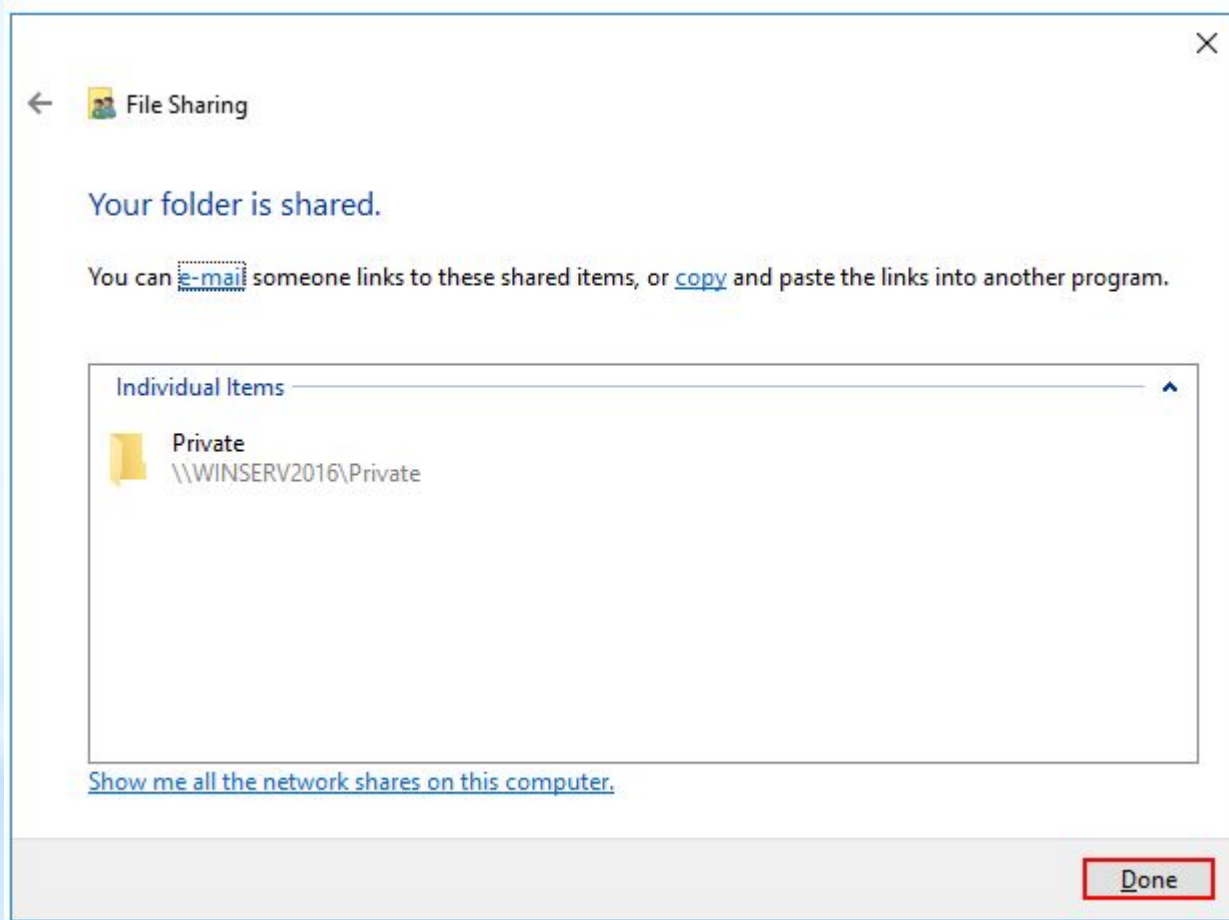 File Sharing
Your folder is shared.
You can e-mail someone links to these shared items, or copy and paste the links into another program.
Individual Items
Private
\\WINSERV2016\Private
Show me all the network shares on this computer.
Done